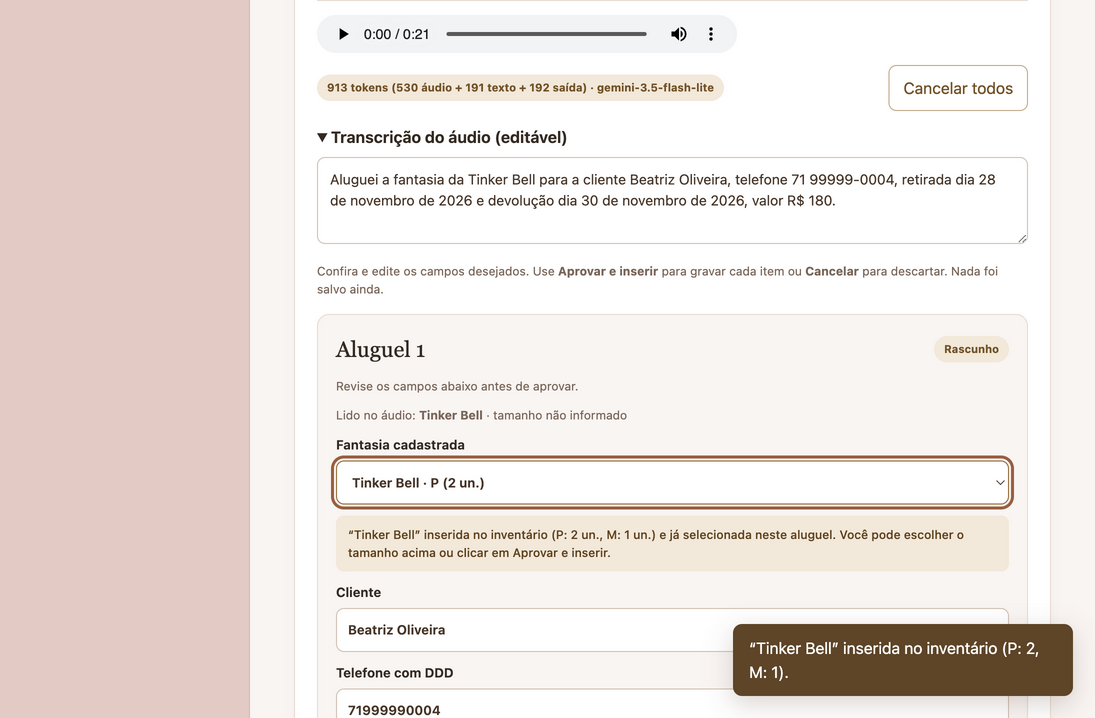 0:00 / 0:21
913 tokens (530 áudio + 191 texto + 192 saída) · gemini-3.5-flash-lite
Cancelar todos
▼ Transcrição do áudio (editável)
Aluguei a fantasia da Tinker Bell para a cliente Beatriz Oliveira, telefone 71 99999-0004, retirada dia 28
de novembro de 2026 e devolução dia 30 de novembro de 2026, valor R$ 180.
Confira e edite os campos desejados. Use Aprovar e inserir para gravar cada item ou Cancelar para descartar. Nada foi
salvo ainda.
Aluguel 1
Rascunho
Revise os campos abaixo antes de aprovar.
Lido no áudio: Tinker Bell · tamanho não informado
Fantasia cadastrada
Tinker Bell · P (2 un.)
“Tinker Bell” inserida no inventário (P: 2 un., M: 1 un.) e já selecionada neste aluguel. Você pode escolher o
tamanho acima ou clicar em Aprovar e inserir.
Cliente
Beatriz Oliveira
Telefone com DDD
71999990004
“Tinker Bell” inserida no inventário (P: 2,
M: 1).